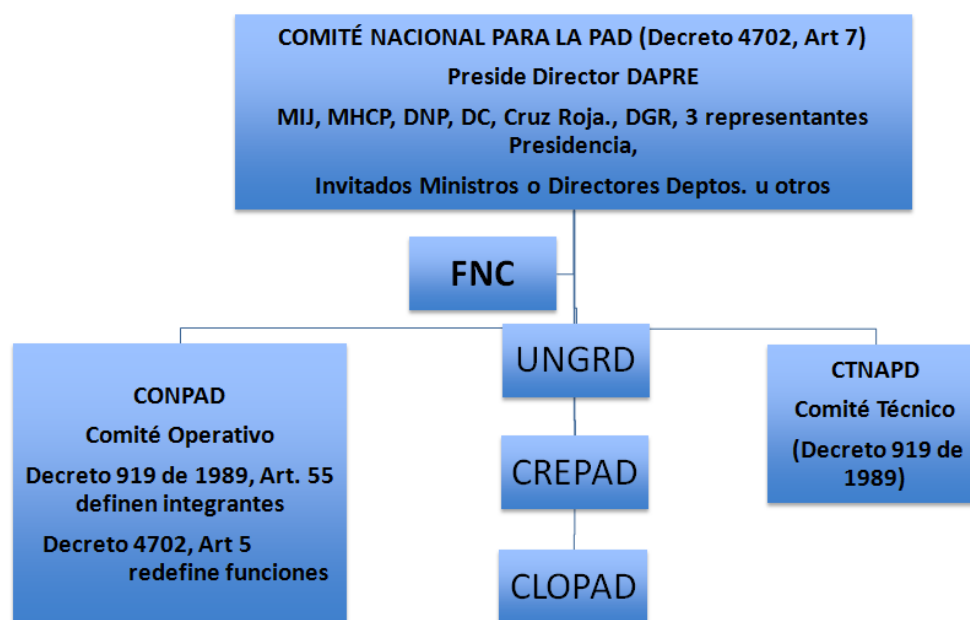 COMITÉ NACIONAL PARA LA PAD (Decreto 4702, Art 7)
Preside Director DAPRE
MIJ, MHCP, DNP, DC, Cruz Roja., DGR, 3 representantes
Presidencia,
Invitados Ministros o Directores Deptos. u otros
FNC
UNGRD
CONPAD
Comité Operativo
Decreto 919 de 1989, Art. 55
definen integrantes
Decreto 4702, Art 5
redefine funciones
CTNAPD
Comité Técnico
(Decreto 919 de
1989)
CREPAD
CLOPAD